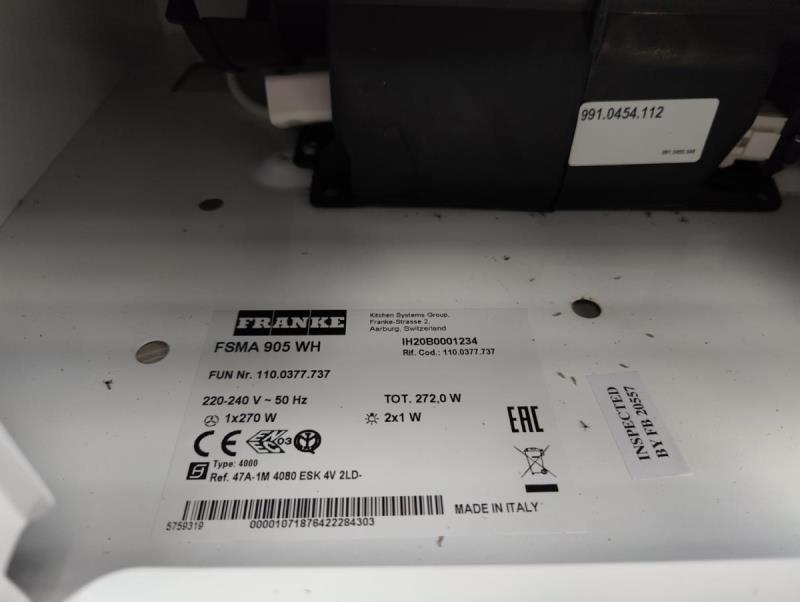 991.0454.112
FRANKE
Kitchen Systems Group,
Franke-Strasse 2,
Aarburg, Switzerland
FSMA 905 WH
IH20B0001234
Rif. Cod.: 110.0377.737
FUN Nr. 110.0377.737
220-240 V ~ 50 Hz
TOT. 272,0 W
1x270 W
2x1 W
CE
03
EAC
Type: 4000
Ref. 47A-1M 4080 ESK 4V 2LD-
5759319
00001071876422284303
MADE IN ITALY
INSPECTED
BY FB 20557